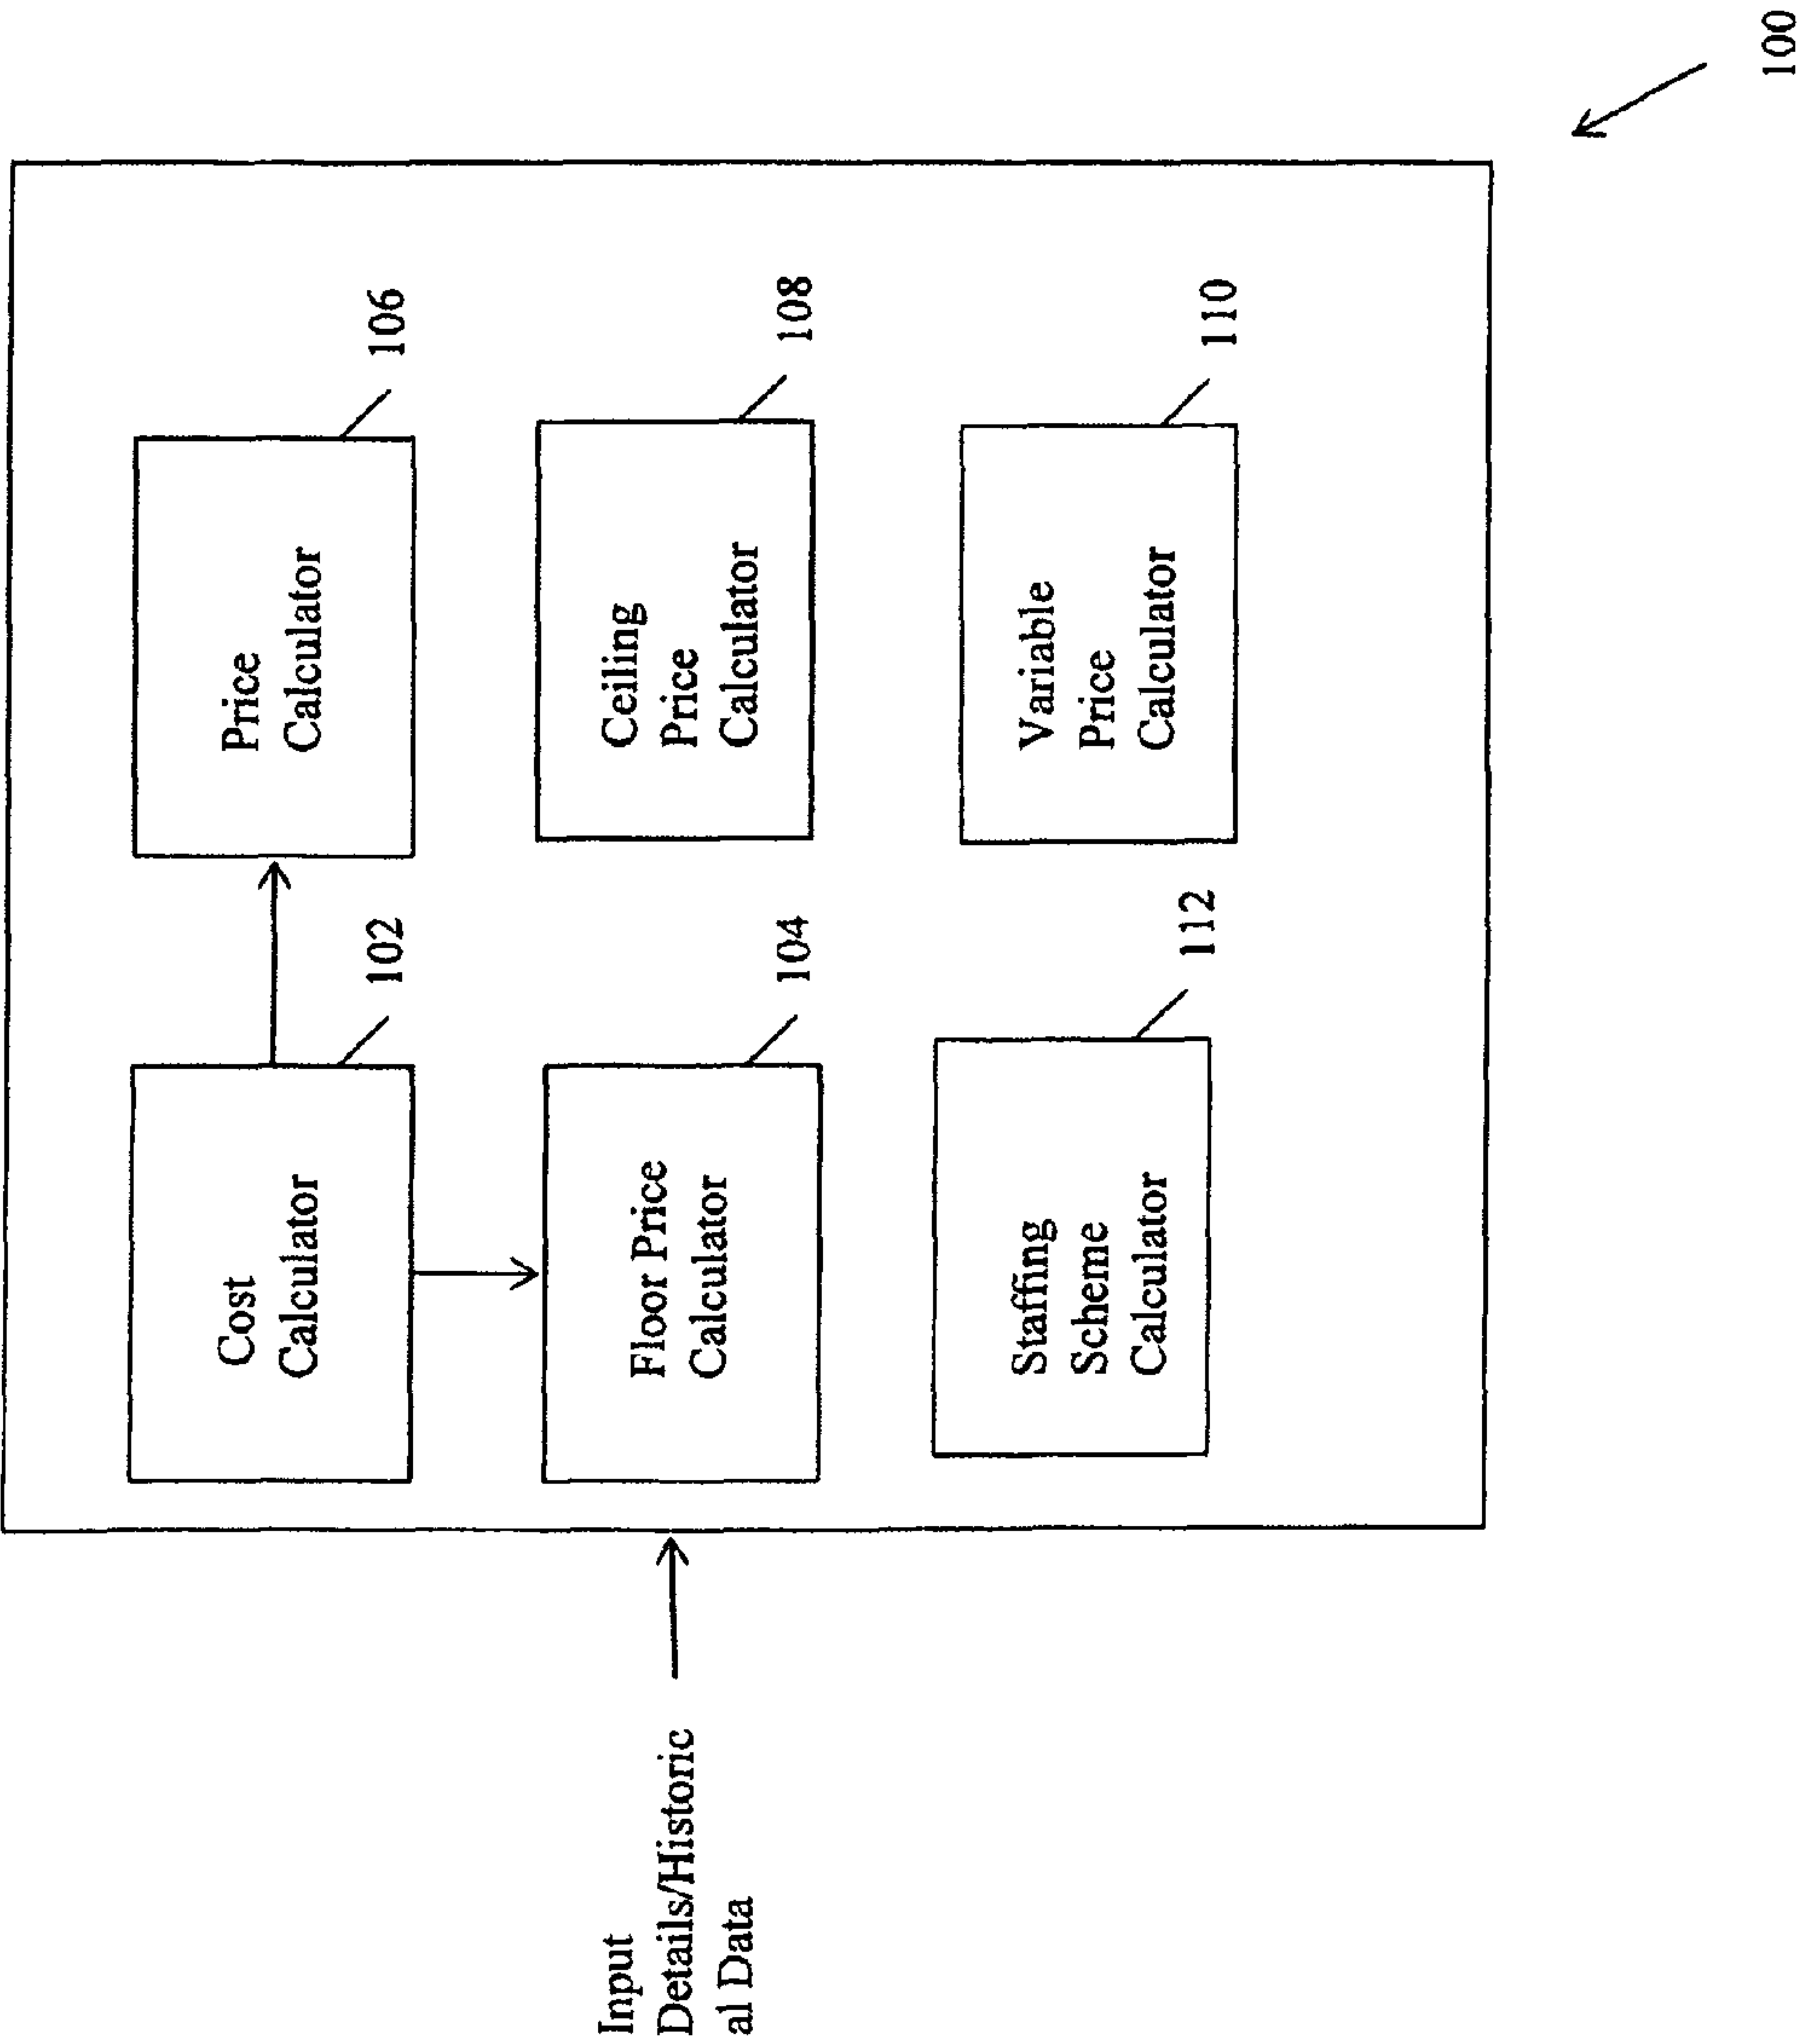 Input
Details/Historic
al Data
Cost
Calculator
102
Price
Calculator
106
Floor Price
Calculator
104
Ceiling
Price
Calculator
108
Staffing
Scheme
Calculator
112
Variable
Price
Calculator
110
100